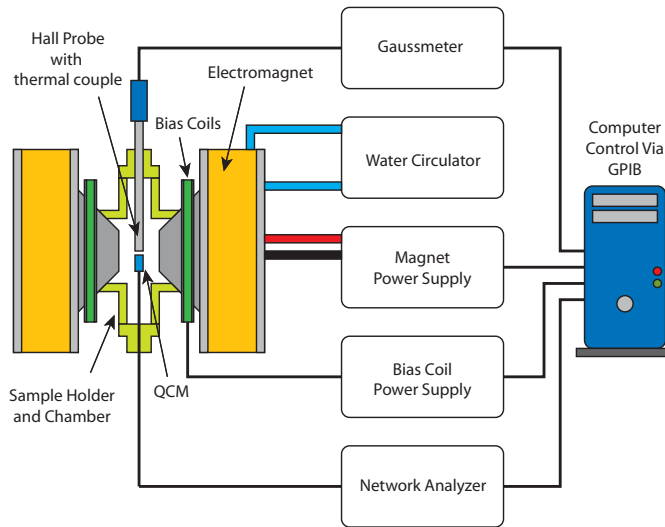 Hall Probe
with
thermal couple
Electromagnet
Bias Coils
Gaussmeter
Water Circulator
Computer
Control Via
GPIB
Magnet
Power Supply
Bias Coil
Power Supply
Sample Holder
and Chamber
QCM
Network Analyzer